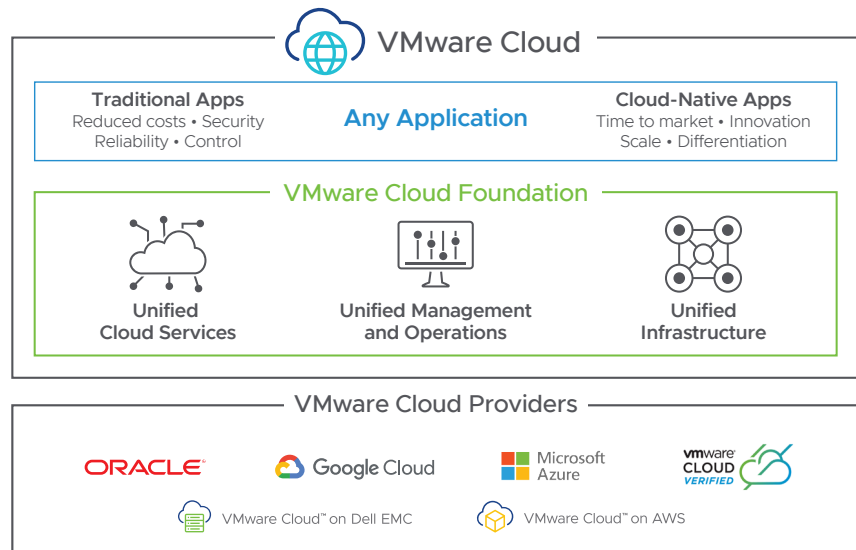 VMware Cloud
Traditional Apps
Reduced costs • Security
Reliability • Control
Any Application
Cloud-Native Apps
Time to market • Innovation
Scale • Differentiation
VMware Cloud Foundation
Unified
Cloud Services
Unified Management
and Operations
Unified
Infrastructure
VMware Cloud Providers
ORACLE®
Google Cloud
Microsoft
Azure
vmware®
CLOUD
VERIFIED
VMware Cloud™ on Dell EMC
VMware Cloud™ on AWS